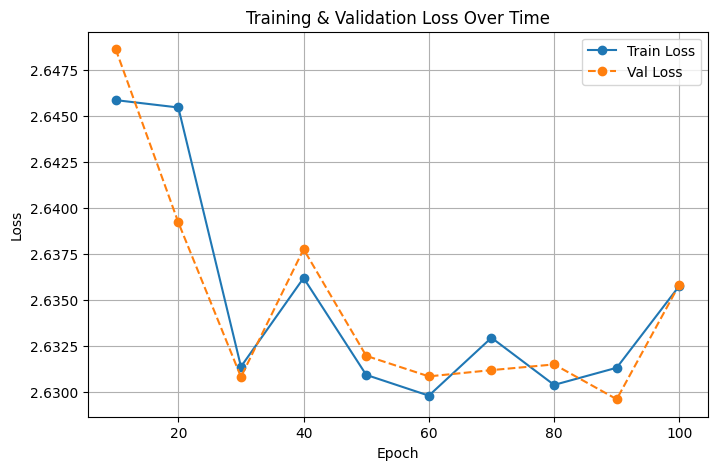 Training & Validation Loss Over Time
Train Loss
Val Loss
Loss
2.6475
2.6450
2.6425
2.6400
2.6375
2.6350
2.6325
2.6300
20 40 60 80 100
Epoch